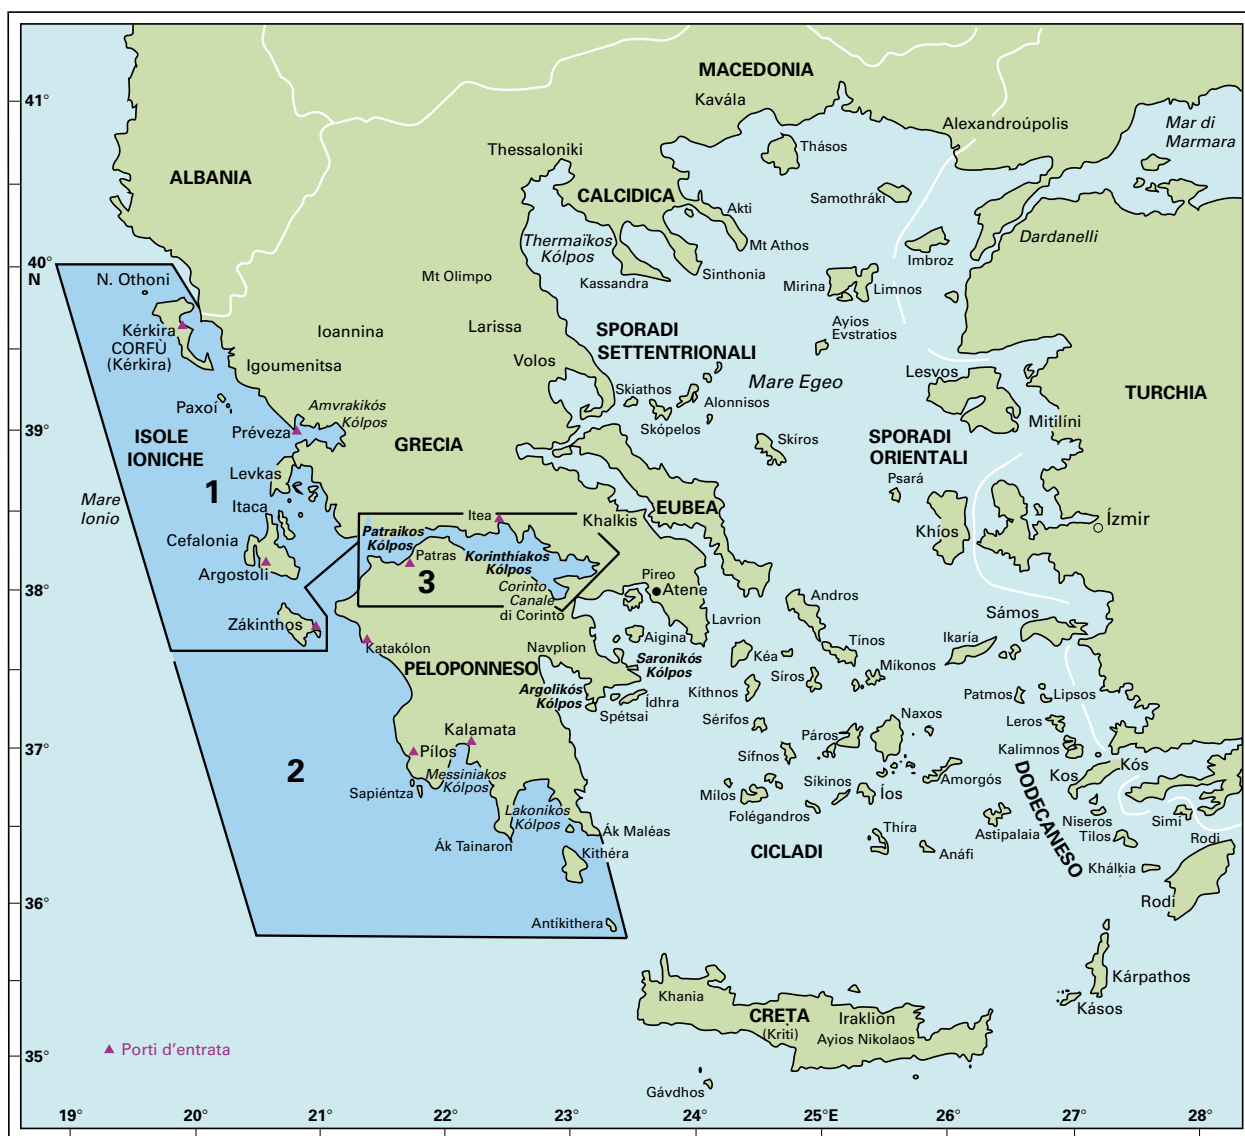 MACEDONIA
Kavála
41°
Alexandroúpolis
Mar di
Marmara
Thessaloniki
Thásos
ALBANIA
CALCIDICA
Samothráki
Akti
Mt Athos
Dardanelli
Thermaïkos
Kólpos
Imbroz
40°
N
N. Othoni
Mt Olimpo
Kassandra
Sinthonia
Mirina
Limnos
Kérkira
CORFÙ
(Kérkira)
Ioannina
Larissa
SPORADI
SETTENTRIONALI
Ayios
Evstratios
Igoumenitsa
Volos
Lesvos
Skiathos
Mare Egeo
TURCHIA
Paxoí
Amvrakikós
Kólpos
Alonnisos
Skópelos
Mitilíni
39°
ISOLE
IONICHE
Préveza
GRECIA
Skíros
SPORADI
ORIENTALI
Levkas
Psará
1
Mare
Ionio
Itaca
EUBEA
Itea
Khalkis
Ízmir
Patraikos
Kólpos
Khíos
Cefalonia
Patras
Korinthíakos
Kólpos
Argostoli
3
Pireo
Atene
38°
Corinto
Canale
di Corinto
Andros
Zákinthos
Lavrion
Sámos
Katakólon
Navplion
Aigina
Kéa
Tínos
Ikaría
PELOPONNESO
Saronikós
Kólpos
Síros
Míkonos
Argolikós
Kólpos
Ídhra
Kíthnos
Patmos
Lipsos
Spétsai
Sérifos
Naxos
Leros
Kalamata
Páros
37°
Pílos
Sífnos
Kalimnos
Kós
2
Messiniakos
Kólpos
Síkinos
Amorgós
Kos
DODECANESO
Sapiéntza
Mílos
Íos
Lakonikós
Kólpos
Folégandros
Niseros
Simi
Ák Maléas
Thíra
Astipalaia
Tilos
Rodi
Ák Tainaron
Kithéra
CICLADI
Anáfi
Khálkia
36°
Rodi
Antíkithera
Kárpathos
Khania
Kásos
CRETA
(Kriti)
Iraklion
Ayios Nikolaos
35°
Porti d'entrata
Gávdhos
19°
20°
21°
22°
23°
24°
25°E
26°
27°
28°